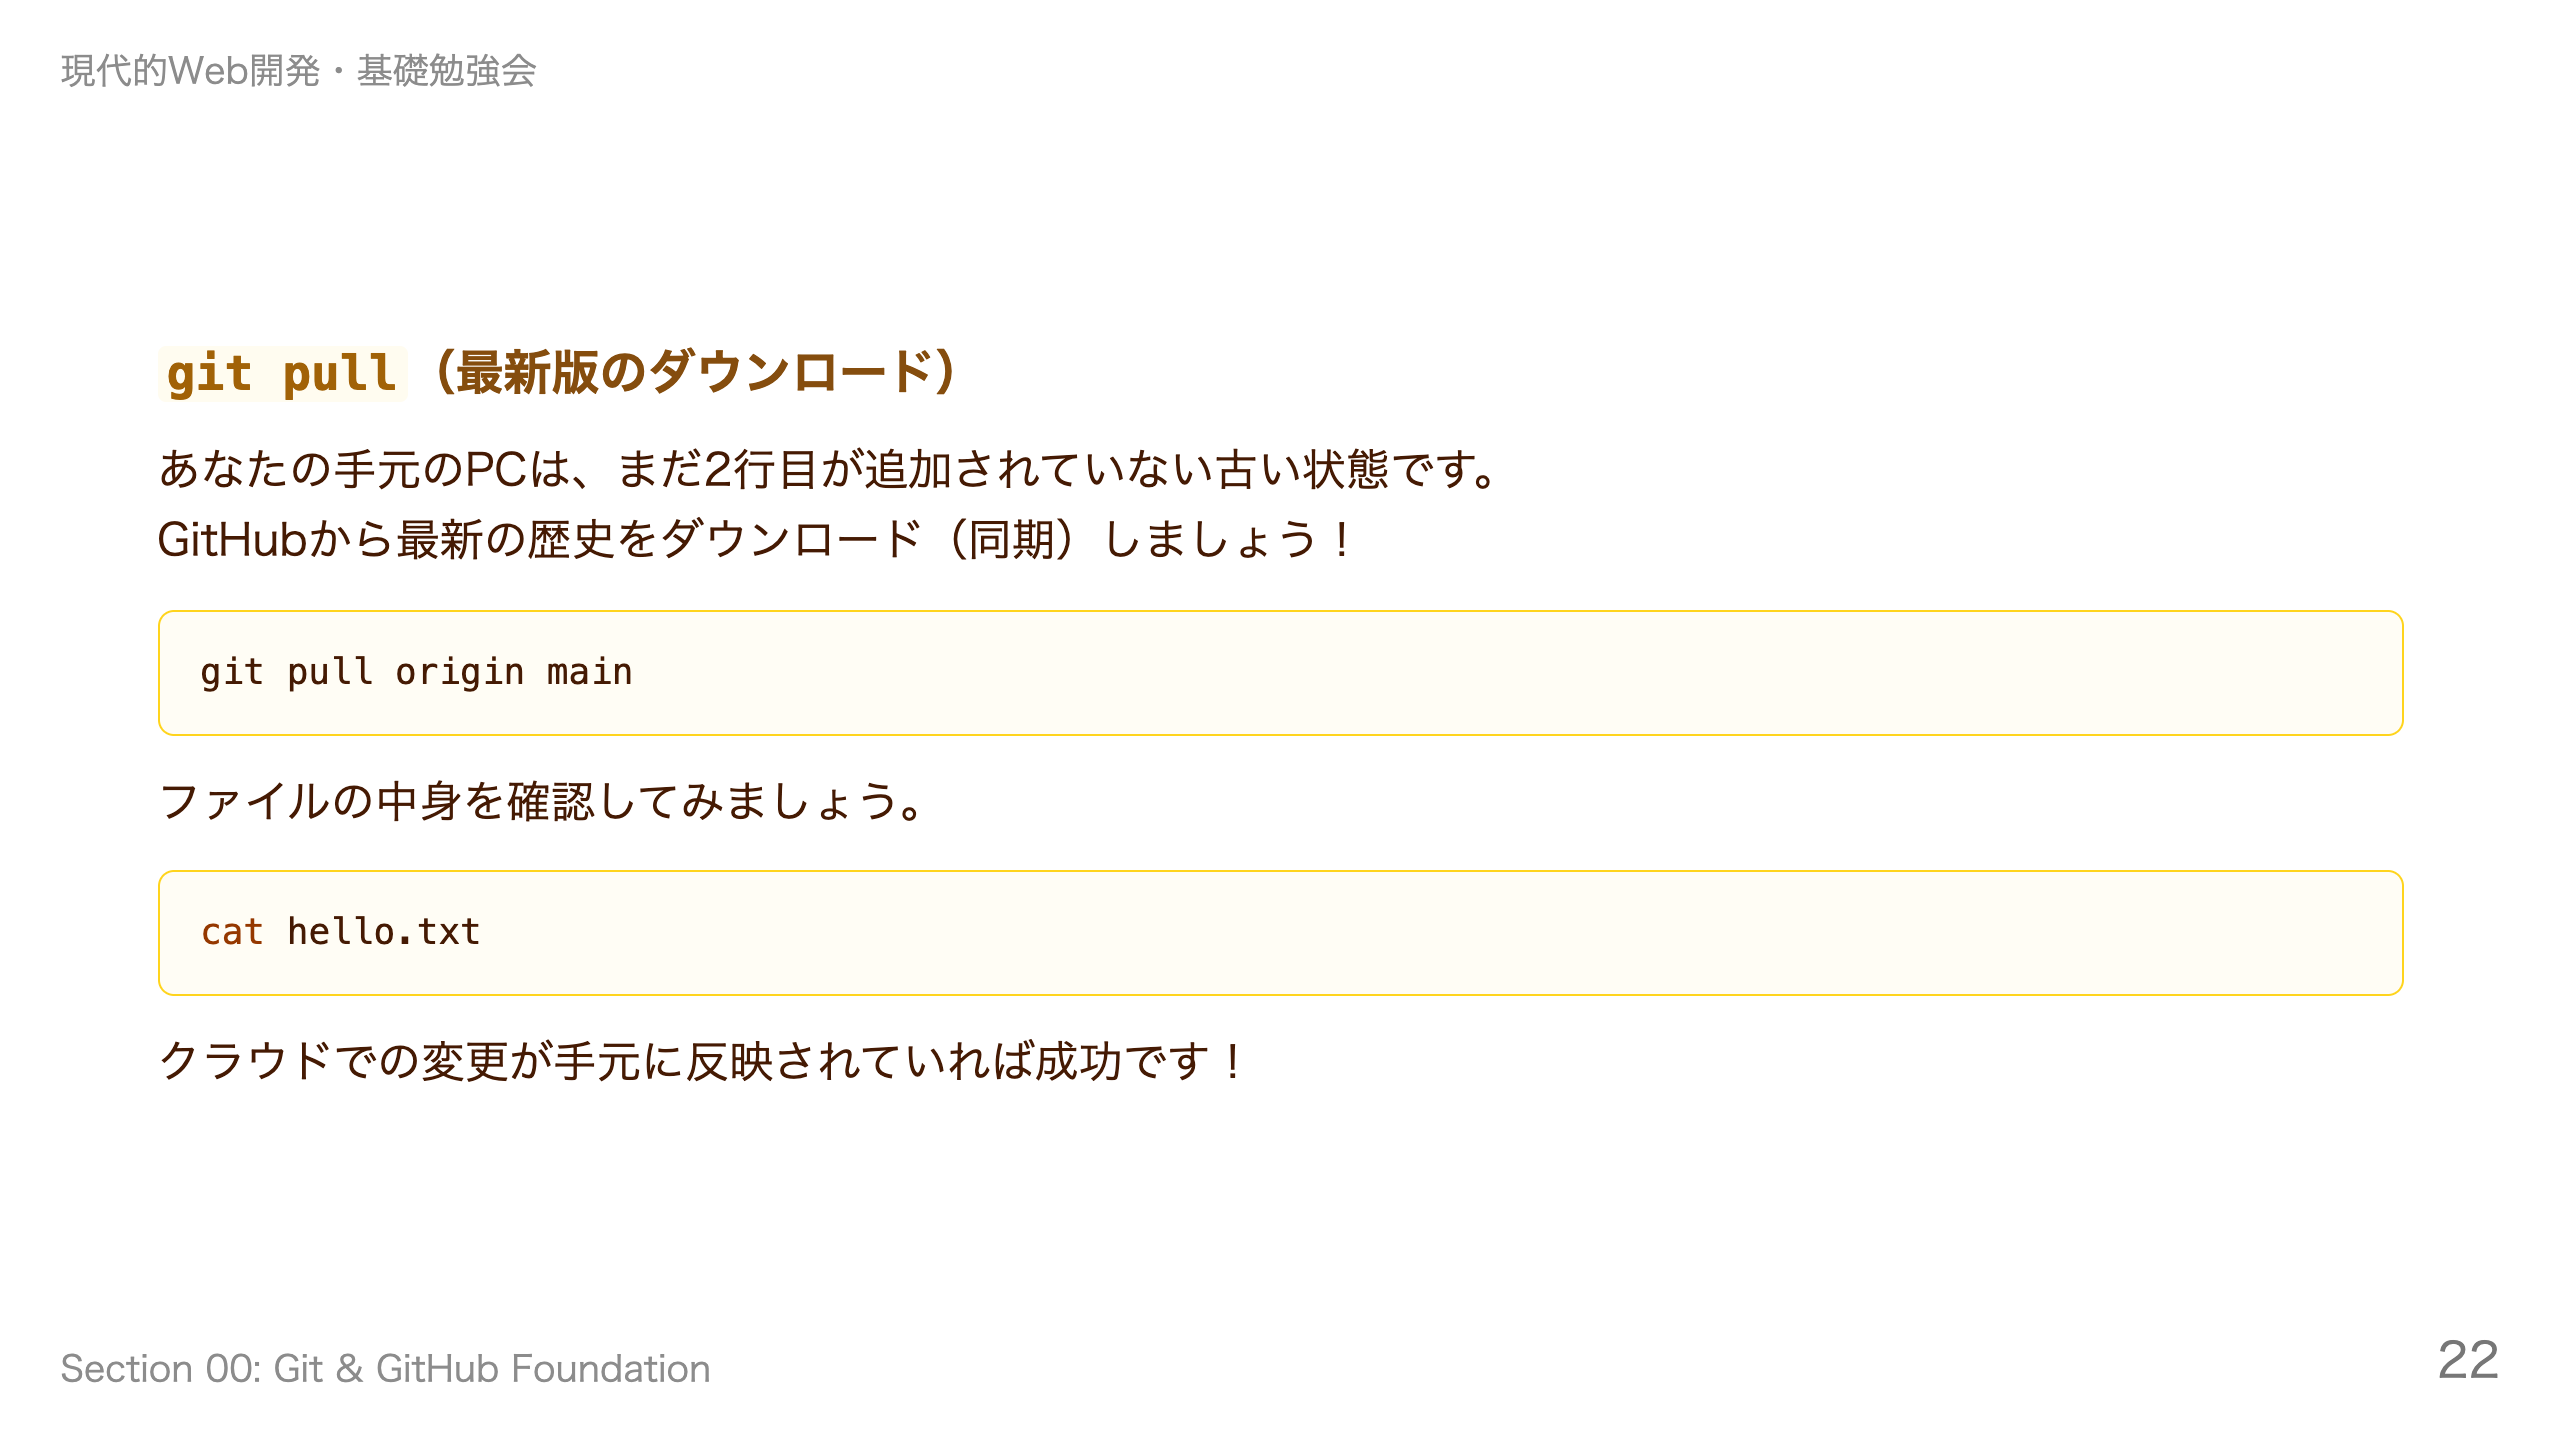 現代的Web開発・基礎勉強会
git pull（最新版のダウンロード）
あなたの手元のPCは、まだ2行目が追加されていない古い状態です。
GitHubから最新の歴史をダウンロード（同期）しましょう！
git pull origin main
ファイルの中身を確認してみましょう。
cat hello.txt
クラウドでの変更が手元に反映されていれば成功です！
Section 00: Git & GitHub Foundation
22